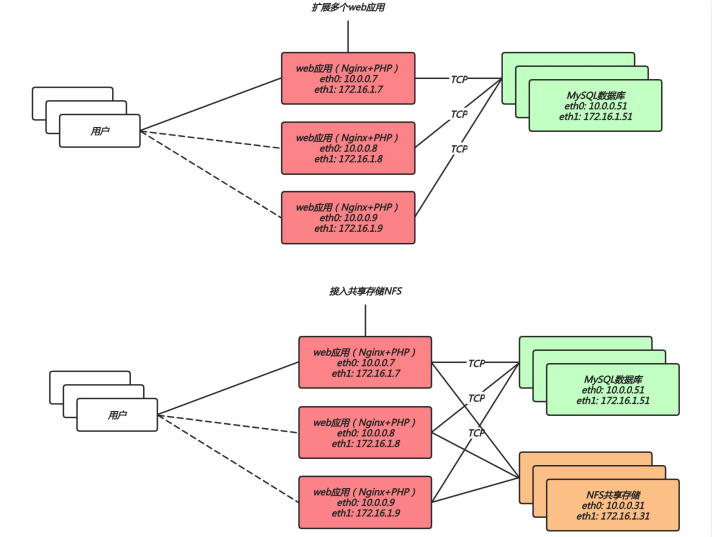 扩展多个web应用
web应用（Nginx+PHP）
eth0: 10.0.0.7
eth1: 172.16.1.7
TCP
MySQL数据库
eth0: 10.0.0.51
eth1: 172.16.1.51
用户
web应用（Nginx+PHP）
eth0: 10.0.0.8
eth1: 172.16.1.8
TCP
TCP
web应用（Nginx+PHP）
eth0: 10.0.0.9
eth1: 172.16.1.9
接入共享存储NFS
web应用（Nginx+PHP）
eth0: 10.0.0.7
eth1: 172.16.1.7
TCP
MySQL数据库
eth0: 10.0.0.51
eth1: 172.16.1.51
用户
web应用（Nginx+PHP）
eth0: 10.0.0.8
eth1: 172.16.1.8
TCP
TCP
web应用（Nginx+PHP）
eth0: 10.0.0.9
eth1: 172.16.1.9
NFS共享存储
eth0: 10.0.0.31
eth1: 172.16.1.31